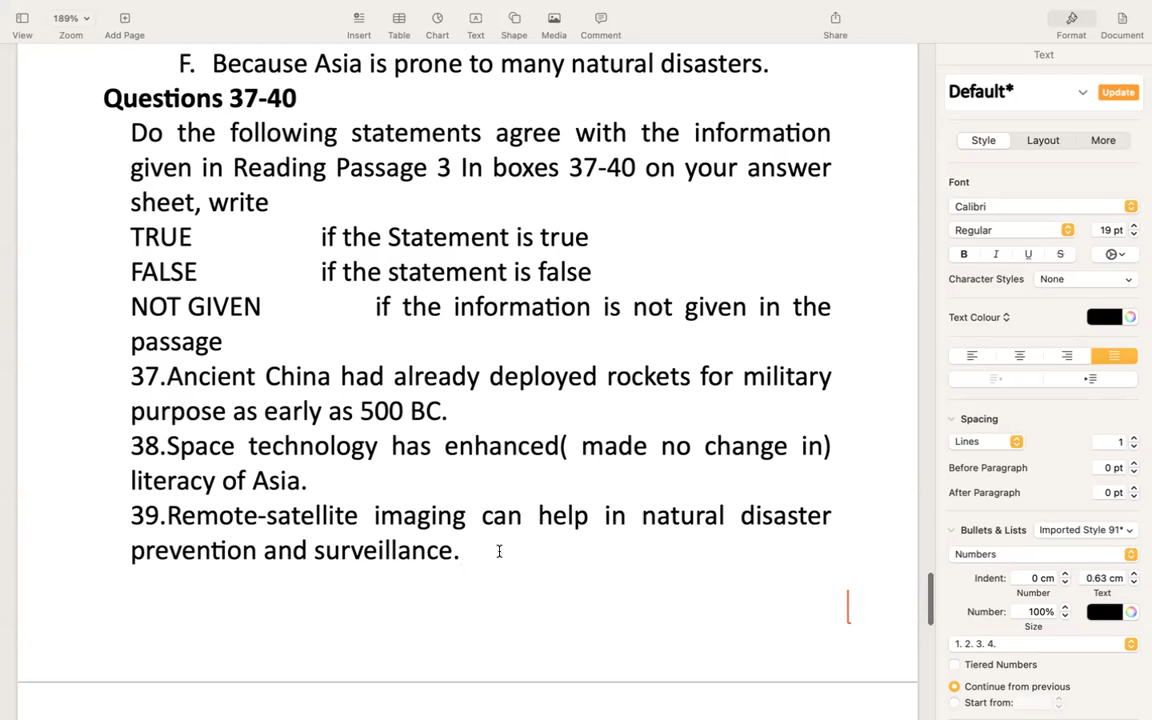 189%
View
Zoom
Add Page
Insert
Table
Chart
Text
Shape
Media
Comment
Share
Format
Document
F. Because Asia is prone to many natural disasters.
Questions 37-40
Do the following statements agree with the information
given in Reading Passage 3 In boxes 37-40 on your answer
sheet, write
TRUE if the Statement is true
FALSE if the statement is false
NOT GIVEN if the information is not given in the
passage
37.Ancient China had already deployed rockets for military
purpose as early as 500 BC.
38.Space technology has enhanced( made no change in)
literacy of Asia.
39.Remote-satellite imaging can help in natural disaster
prevention and surveillance.
Text
Default*
Update
Style Layout More
Font
Calibri
Regular 19 pt
B I U S
Character Styles None
Text Colour
Spacing
Lines 1
Before Paragraph 0 pt
After Paragraph 0 pt
Bullets & Lists Imported Style 91*
Numbers
Indent: 0 cm 0.63 cm
Number Text
Number: 100%
Size
1. 2. 3. 4.
Tiered Numbers
Continue from previous
Start from: